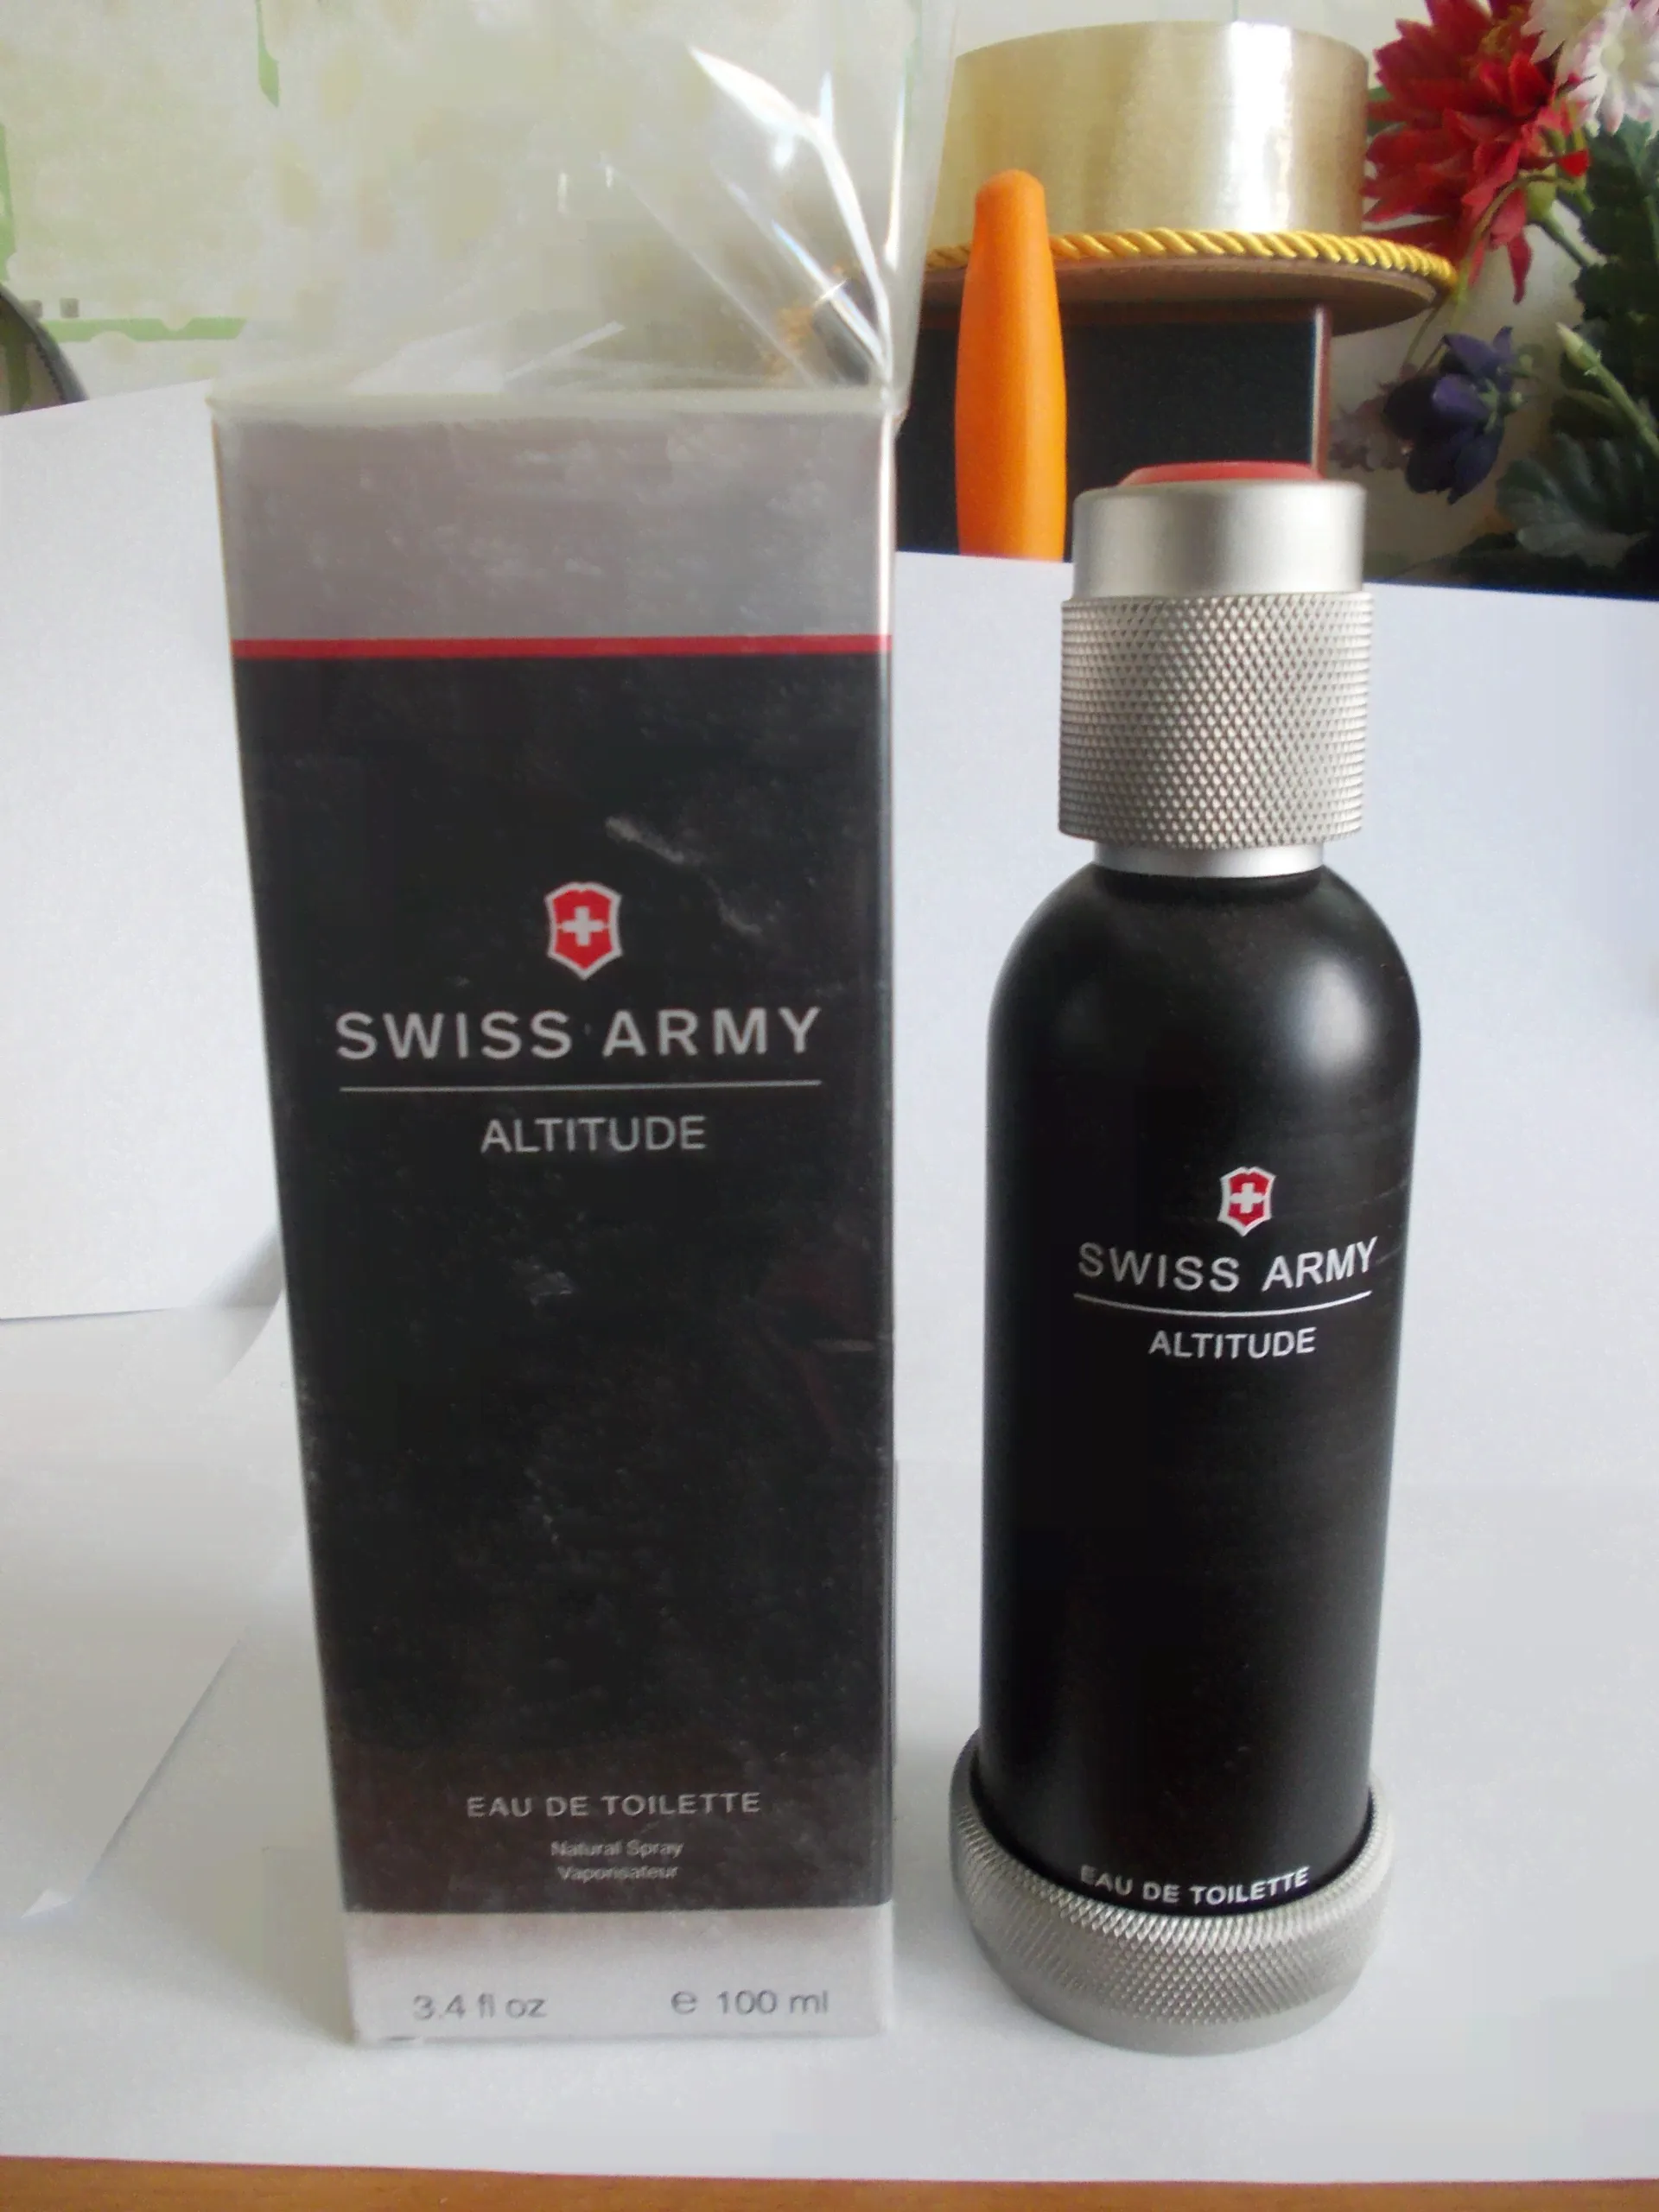 SWISS ARMY
ALTITUDE
EAU DE TOILETTE
Natural Spray
Vaporisateur
3.4 fl oz ℮ 100 ml
SWISS ARMY
ALTITUDE
EAU DE TOILETTE